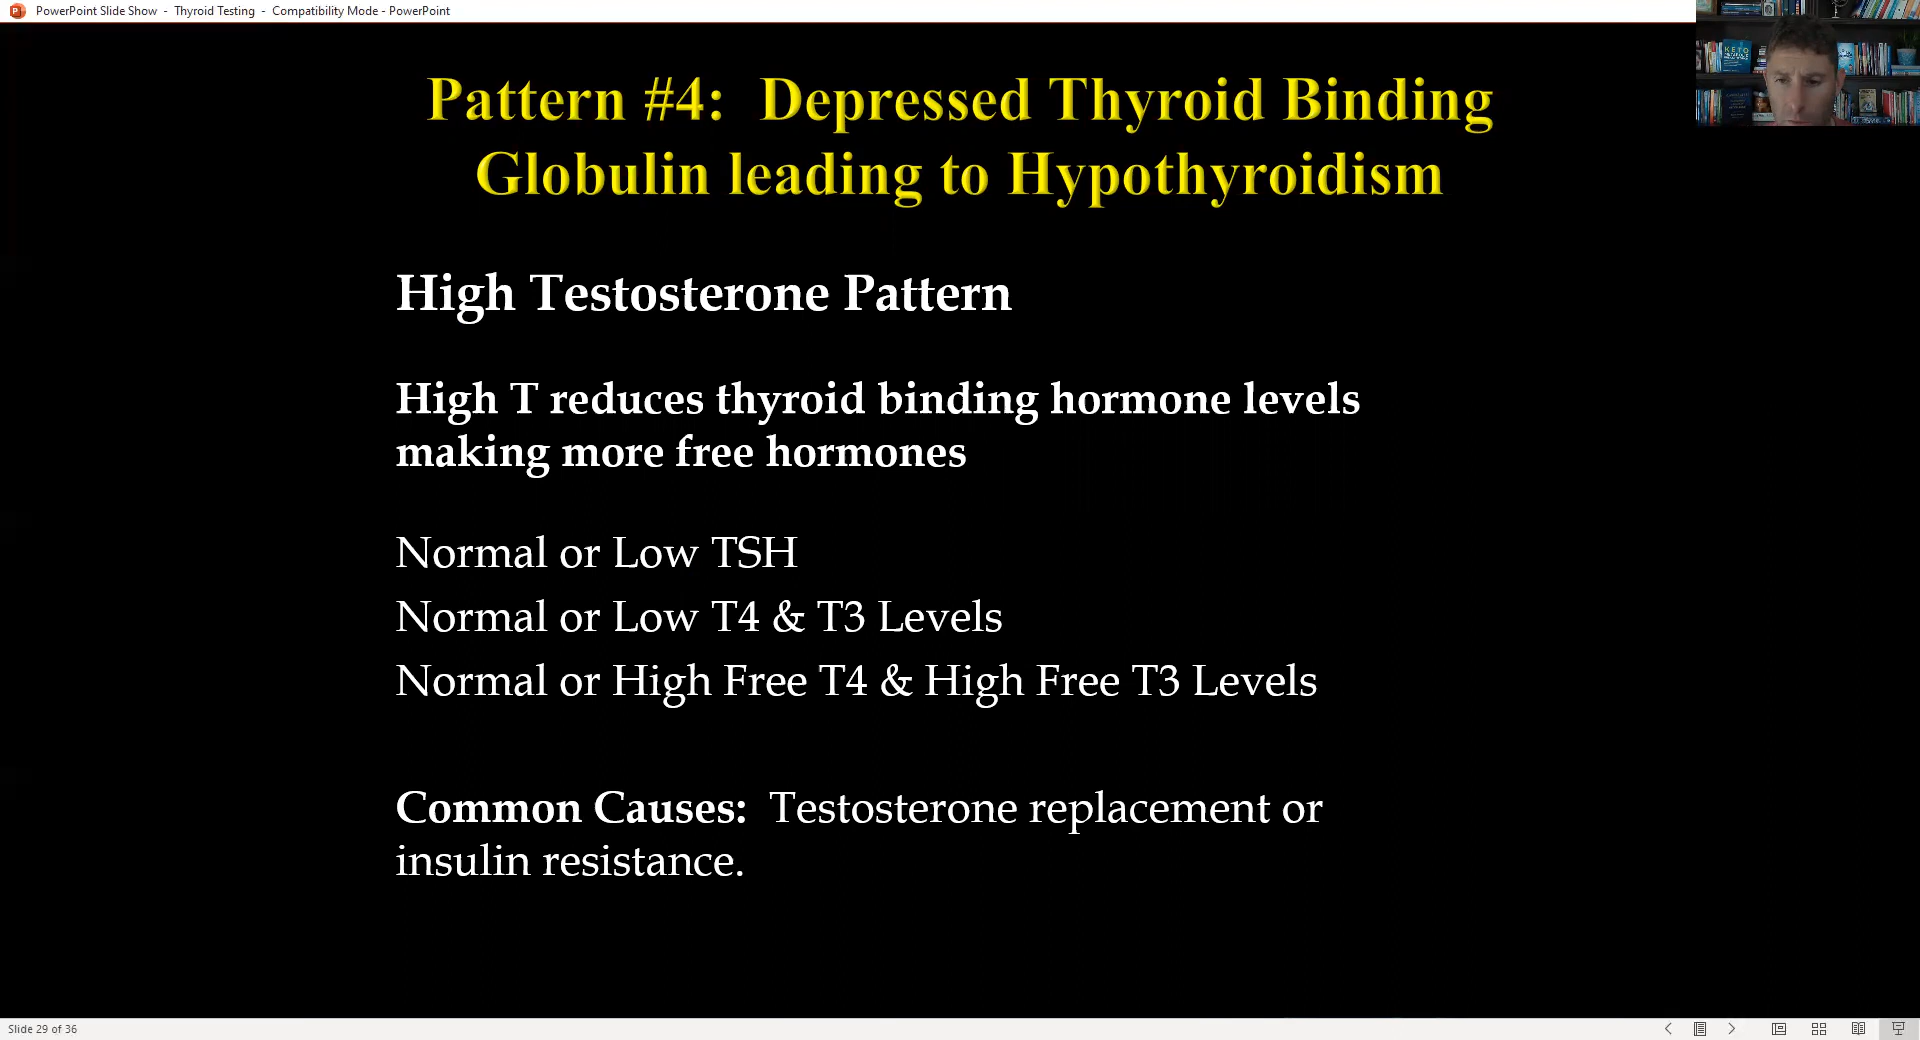 PowerPoint Slide Show - Thyroid Testing - Compatibility Mode - PowerPoint
Pattern #4: Depressed Thyroid Binding
Globulin leading to Hypothyroidism
High Testosterone Pattern
High T reduces thyroid binding hormone levels
making more free hormones
Normal or Low TSH
Normal or Low T4 & T3 Levels
Normal or High Free T4 & High Free T3 Levels
Common Causes: Testosterone replacement or
insulin resistance.
Slide 29 of 36
KETO